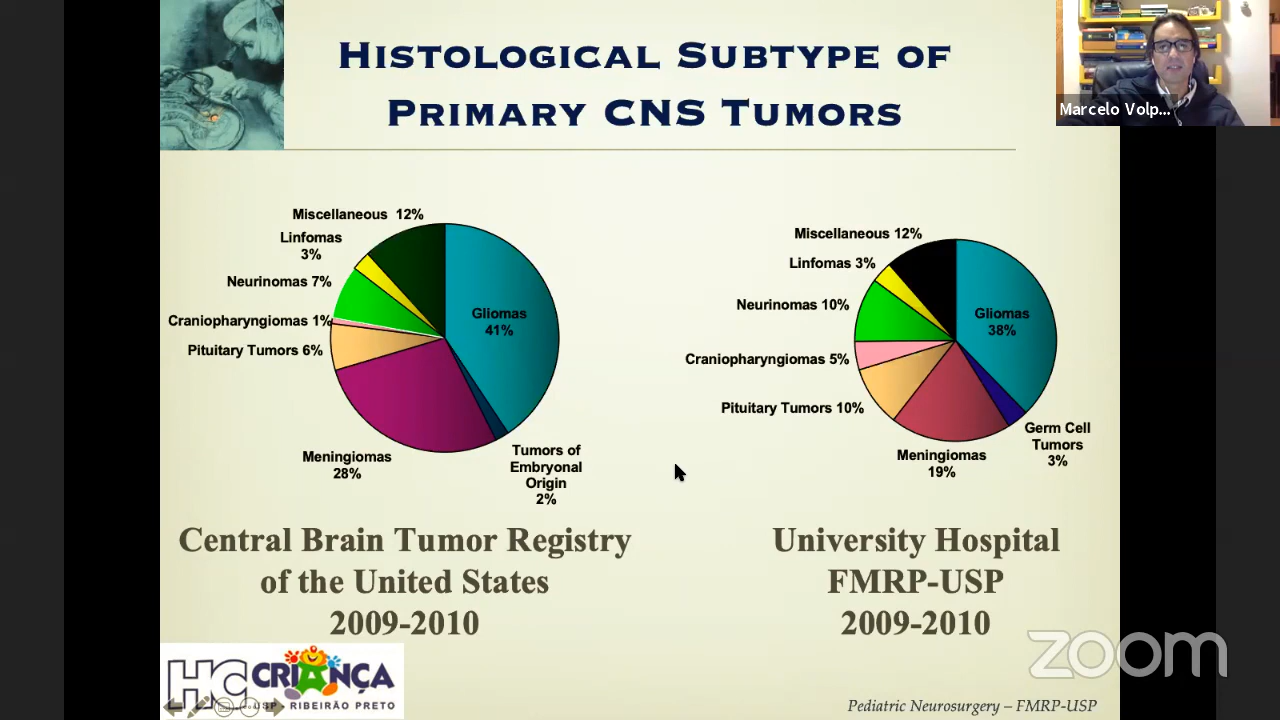 Histological Subtype of
Primary CNS Tumors
Marcelo Volp...
Miscellaneous 12%
Linfomas
3%
Neurinomas 7%
Craniopharyngiomas 1%
Pituitary Tumors 6%
Gliomas
41%
Meningiomas
28%
Tumors of
Embryonal
Origin
2%
Miscellaneous 12%
Linfomas 3%
Neurinomas 10%
Craniopharyngiomas 5%
Pituitary Tumors 10%
Gliomas
38%
Meningiomas
19%
Germ Cell
Tumors
3%
Central Brain Tumor Registry
of the United States
2009-2010
University Hospital
FMRP-USP
2009-2010
HC CRIANÇA
USP RIBEIRÃO PRETO
zoom
Pediatric Neurosurgery – FMRP-USP